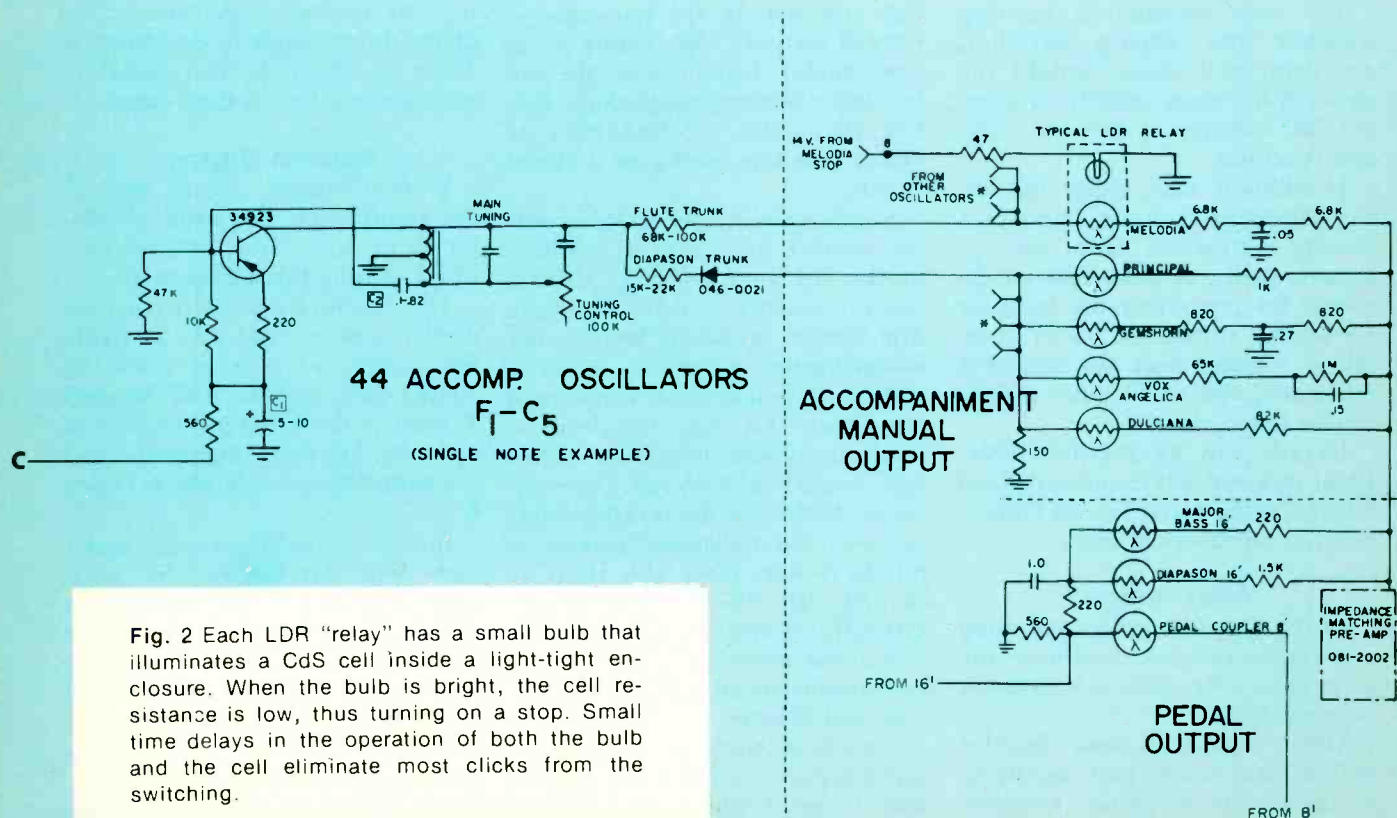 14 V. FROM
MELODIA
STOP
8
47
TYPICAL LDR RELAY
FROM
OTHER
OSCILLATORS
*
34923
MAIN
TUNING
FLUTE TRUNK
68K-100K
6.8K
6.8K
MELODIA
.05
DIAPASON TRUNK
15K-22K
046-0021
PRINCIPAL
1K
47K
10K
220
C2
.1-.82
TUNING
CONTROL
100K
*
820
820
GEMSHORN
.27
44 ACCOMP. OSCILLATORS
F1-C5
(SINGLE NOTE EXAMPLE)
C1
+
5-10
560
C
ACCOMPANIMENT
MANUAL
OUTPUT
65K
1M
VOX
ANGELICA
.15
DULCIANA
8.2K
150
MAJOR
BASS 16'
220
1.0
DIAPASON 16'
1.5K
220
560
PEDAL COUPLER 8'
IMPEDANCE
MATCHING
PRE-AMP
081-2002
FROM 16'
PEDAL
OUTPUT
FROM 8'
Fig. 2 Each LDR "relay" has a small bulb that
illuminates a CdS cell inside a light-tight en-
closure. When the bulb is bright, the cell re-
sistance is low, thus turning on a stop. Small
time delays in the operation of both the bulb
and the cell eliminate most clicks from the
switching.